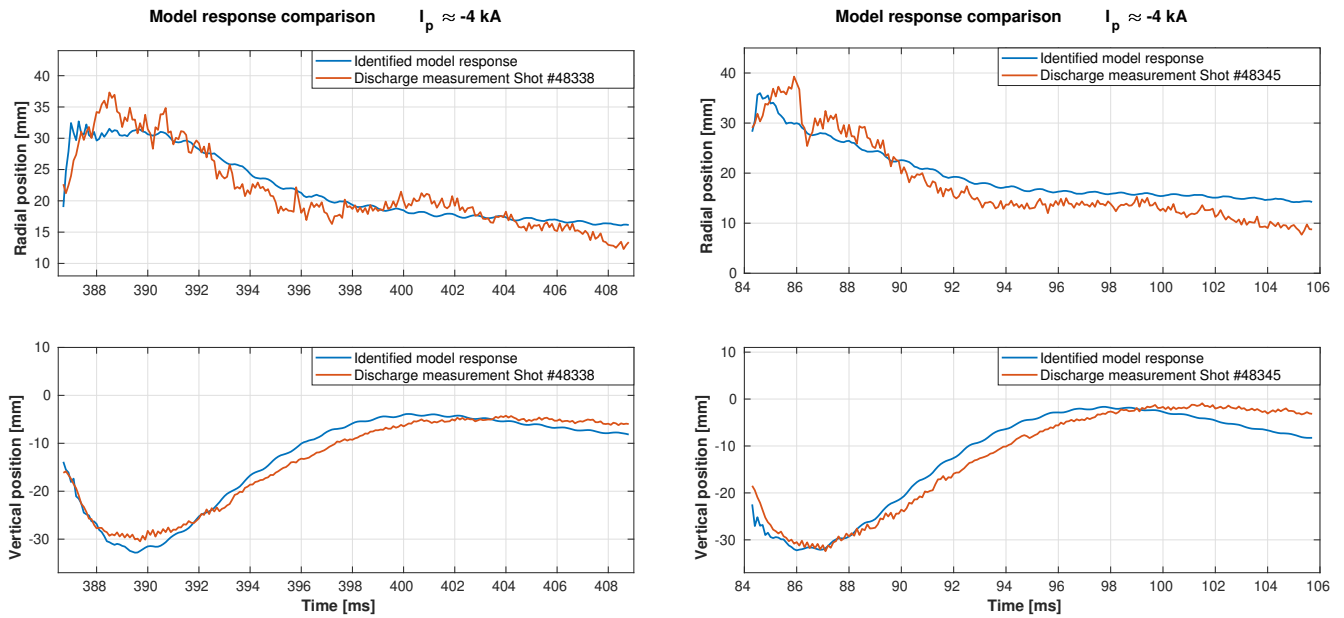 Model response comparison I_p ≈ -4 kA
Radial position [mm]
40
35
30
25
20
15
10
388 390 392 394 396 398 400 402 404 406 408
Identified model response
Discharge measurement Shot #48338
Vertical position [mm]
10
0
-10
-20
-30
388 390 392 394 396 398 400 402 404 406 408
Time [ms]
Identified model response
Discharge measurement Shot #48338
Model response comparison I_p ≈ -4 kA
Radial position [mm]
40
30
20
10
0
84 86 88 90 92 94 96 98 100 102 104 106
Identified model response
Discharge measurement Shot #48345
Vertical position [mm]
10
0
-10
-20
-30
84 86 88 90 92 94 96 98 100 102 104 106
Time [ms]
Identified model response
Discharge measurement Shot #48345